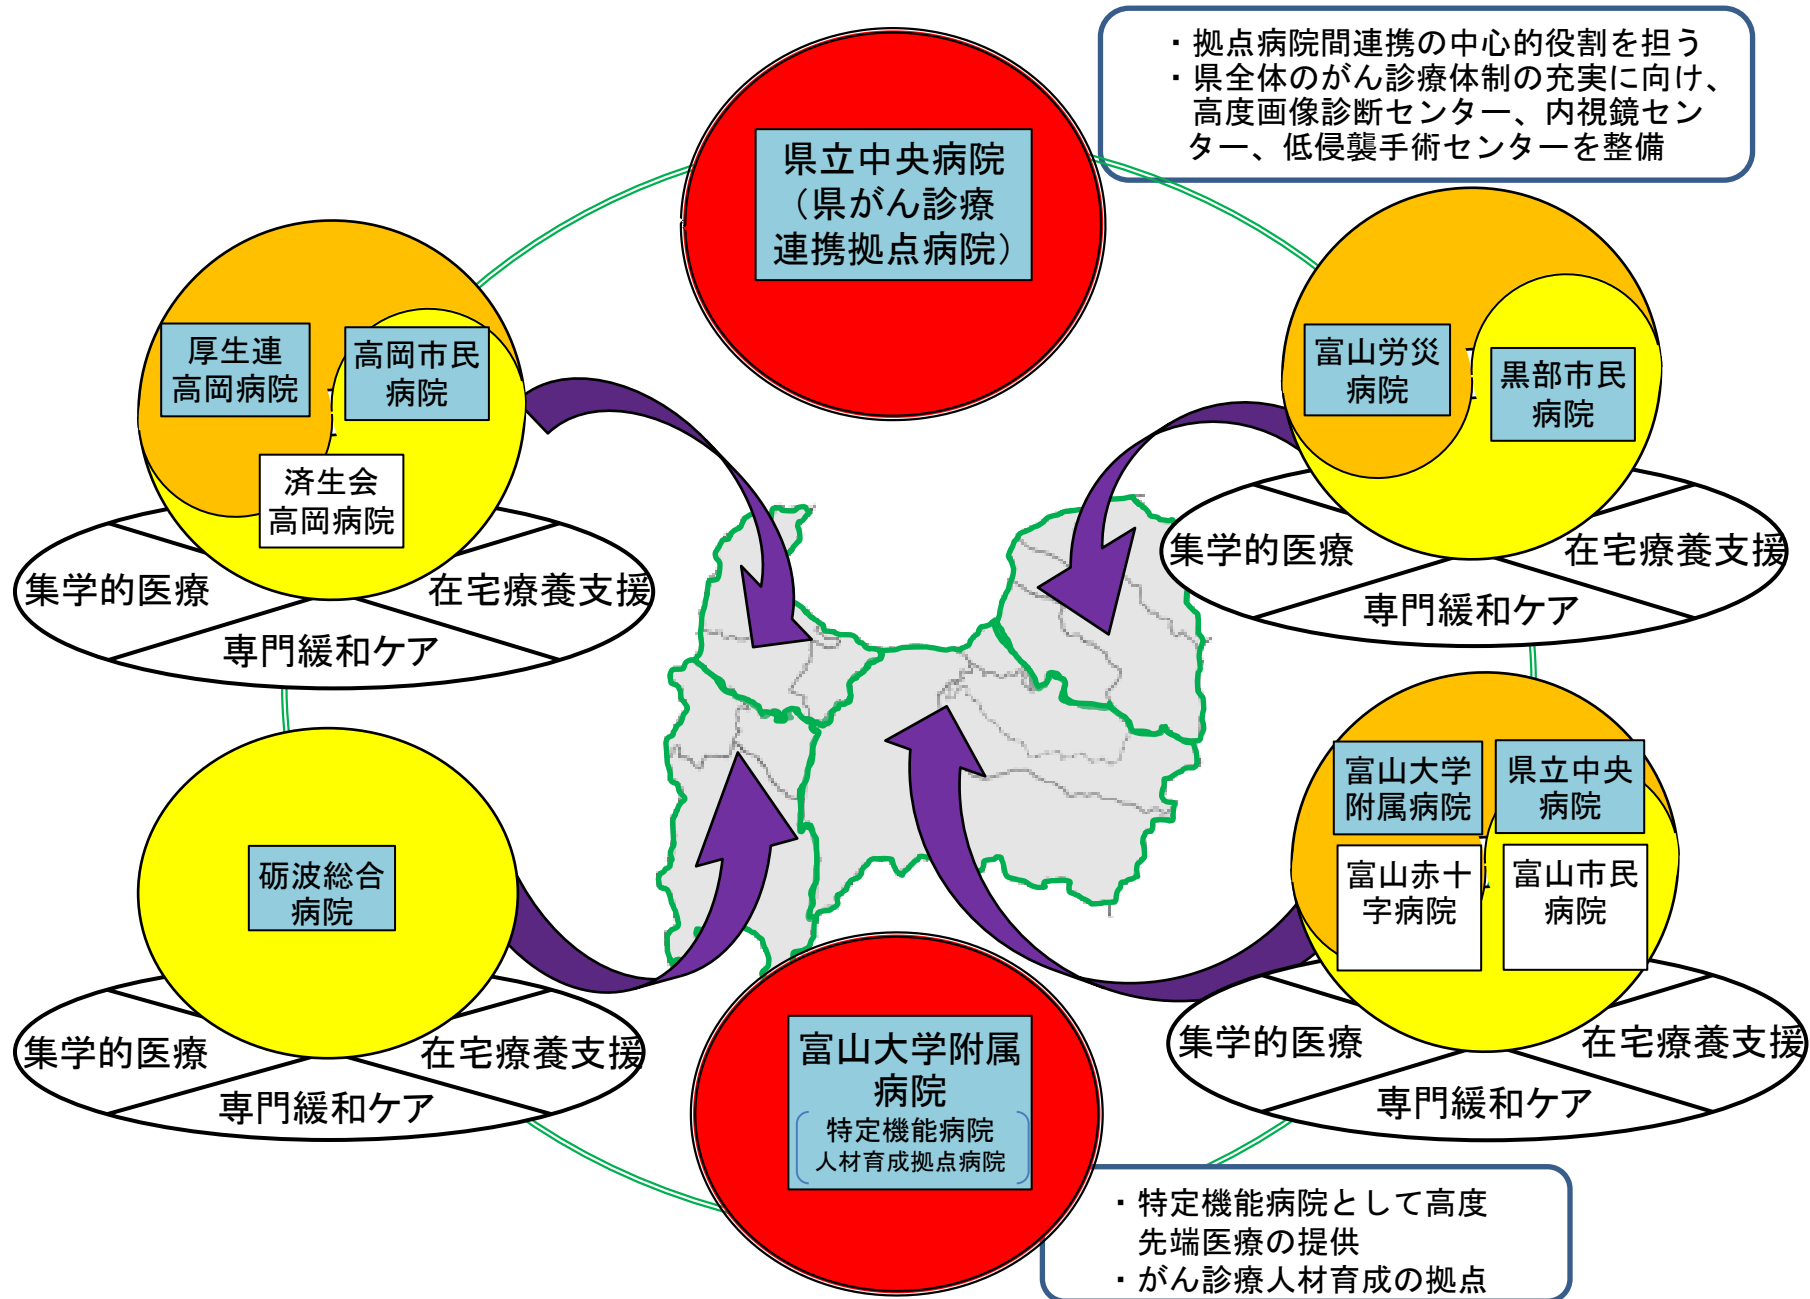 ・拠点病院間連携の中心的役割を担う
・県全体のがん診療体制の充実に向け、
高度画像診断センター、内視鏡セン
ター、低侵襲手術センターを整備
県立中央病院
（県がん診療
連携拠点病院）
厚生連
高岡病院
高岡市民
病院
済生会
高岡病院
集学的医療
在宅療養支援
専門緩和ケア
富山労災
病院
黒部市民
病院
集学的医療
在宅療養支援
専門緩和ケア
砺波総合
病院
集学的医療
在宅療養支援
専門緩和ケア
富山大学
附属病院
県立中央
病院
富山赤十
字病院
富山市民
病院
集学的医療
在宅療養支援
専門緩和ケア
富山大学附属
病院
特定機能病院
人材育成拠点病院
・特定機能病院として高度
先端医療の提供
・がん診療人材育成の拠点